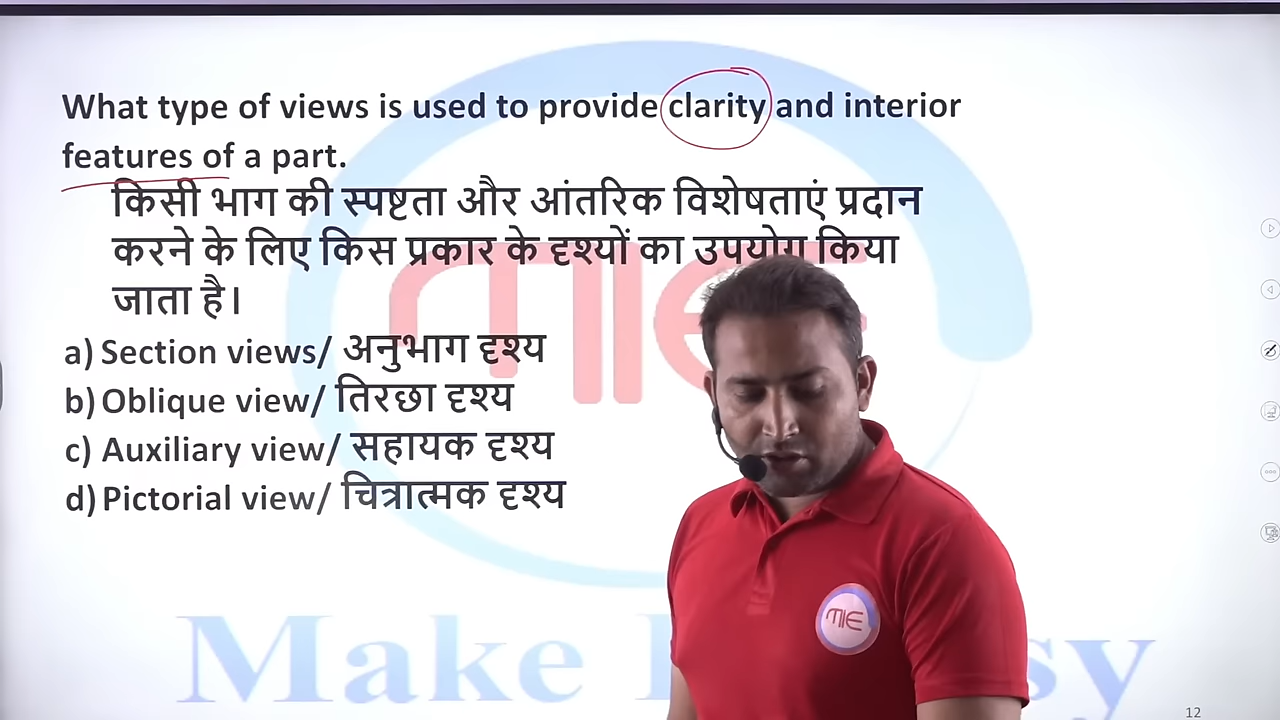 What type of views is used to provide clarity and interior
features of a part.
किसी भाग की स्पष्टता और आंतरिक विशेषताएं प्रदान
करने के लिए किस प्रकार के दृश्यों का उपयोग किया
जाता है।
a) Section views/ अनुभाग दृश्य
b) Oblique view/ तिरछा दृश्य
c) Auxiliary view/ सहायक दृश्य
d) Pictorial view/ चित्रात्मक दृश्य
MIE
MIE
Make
12